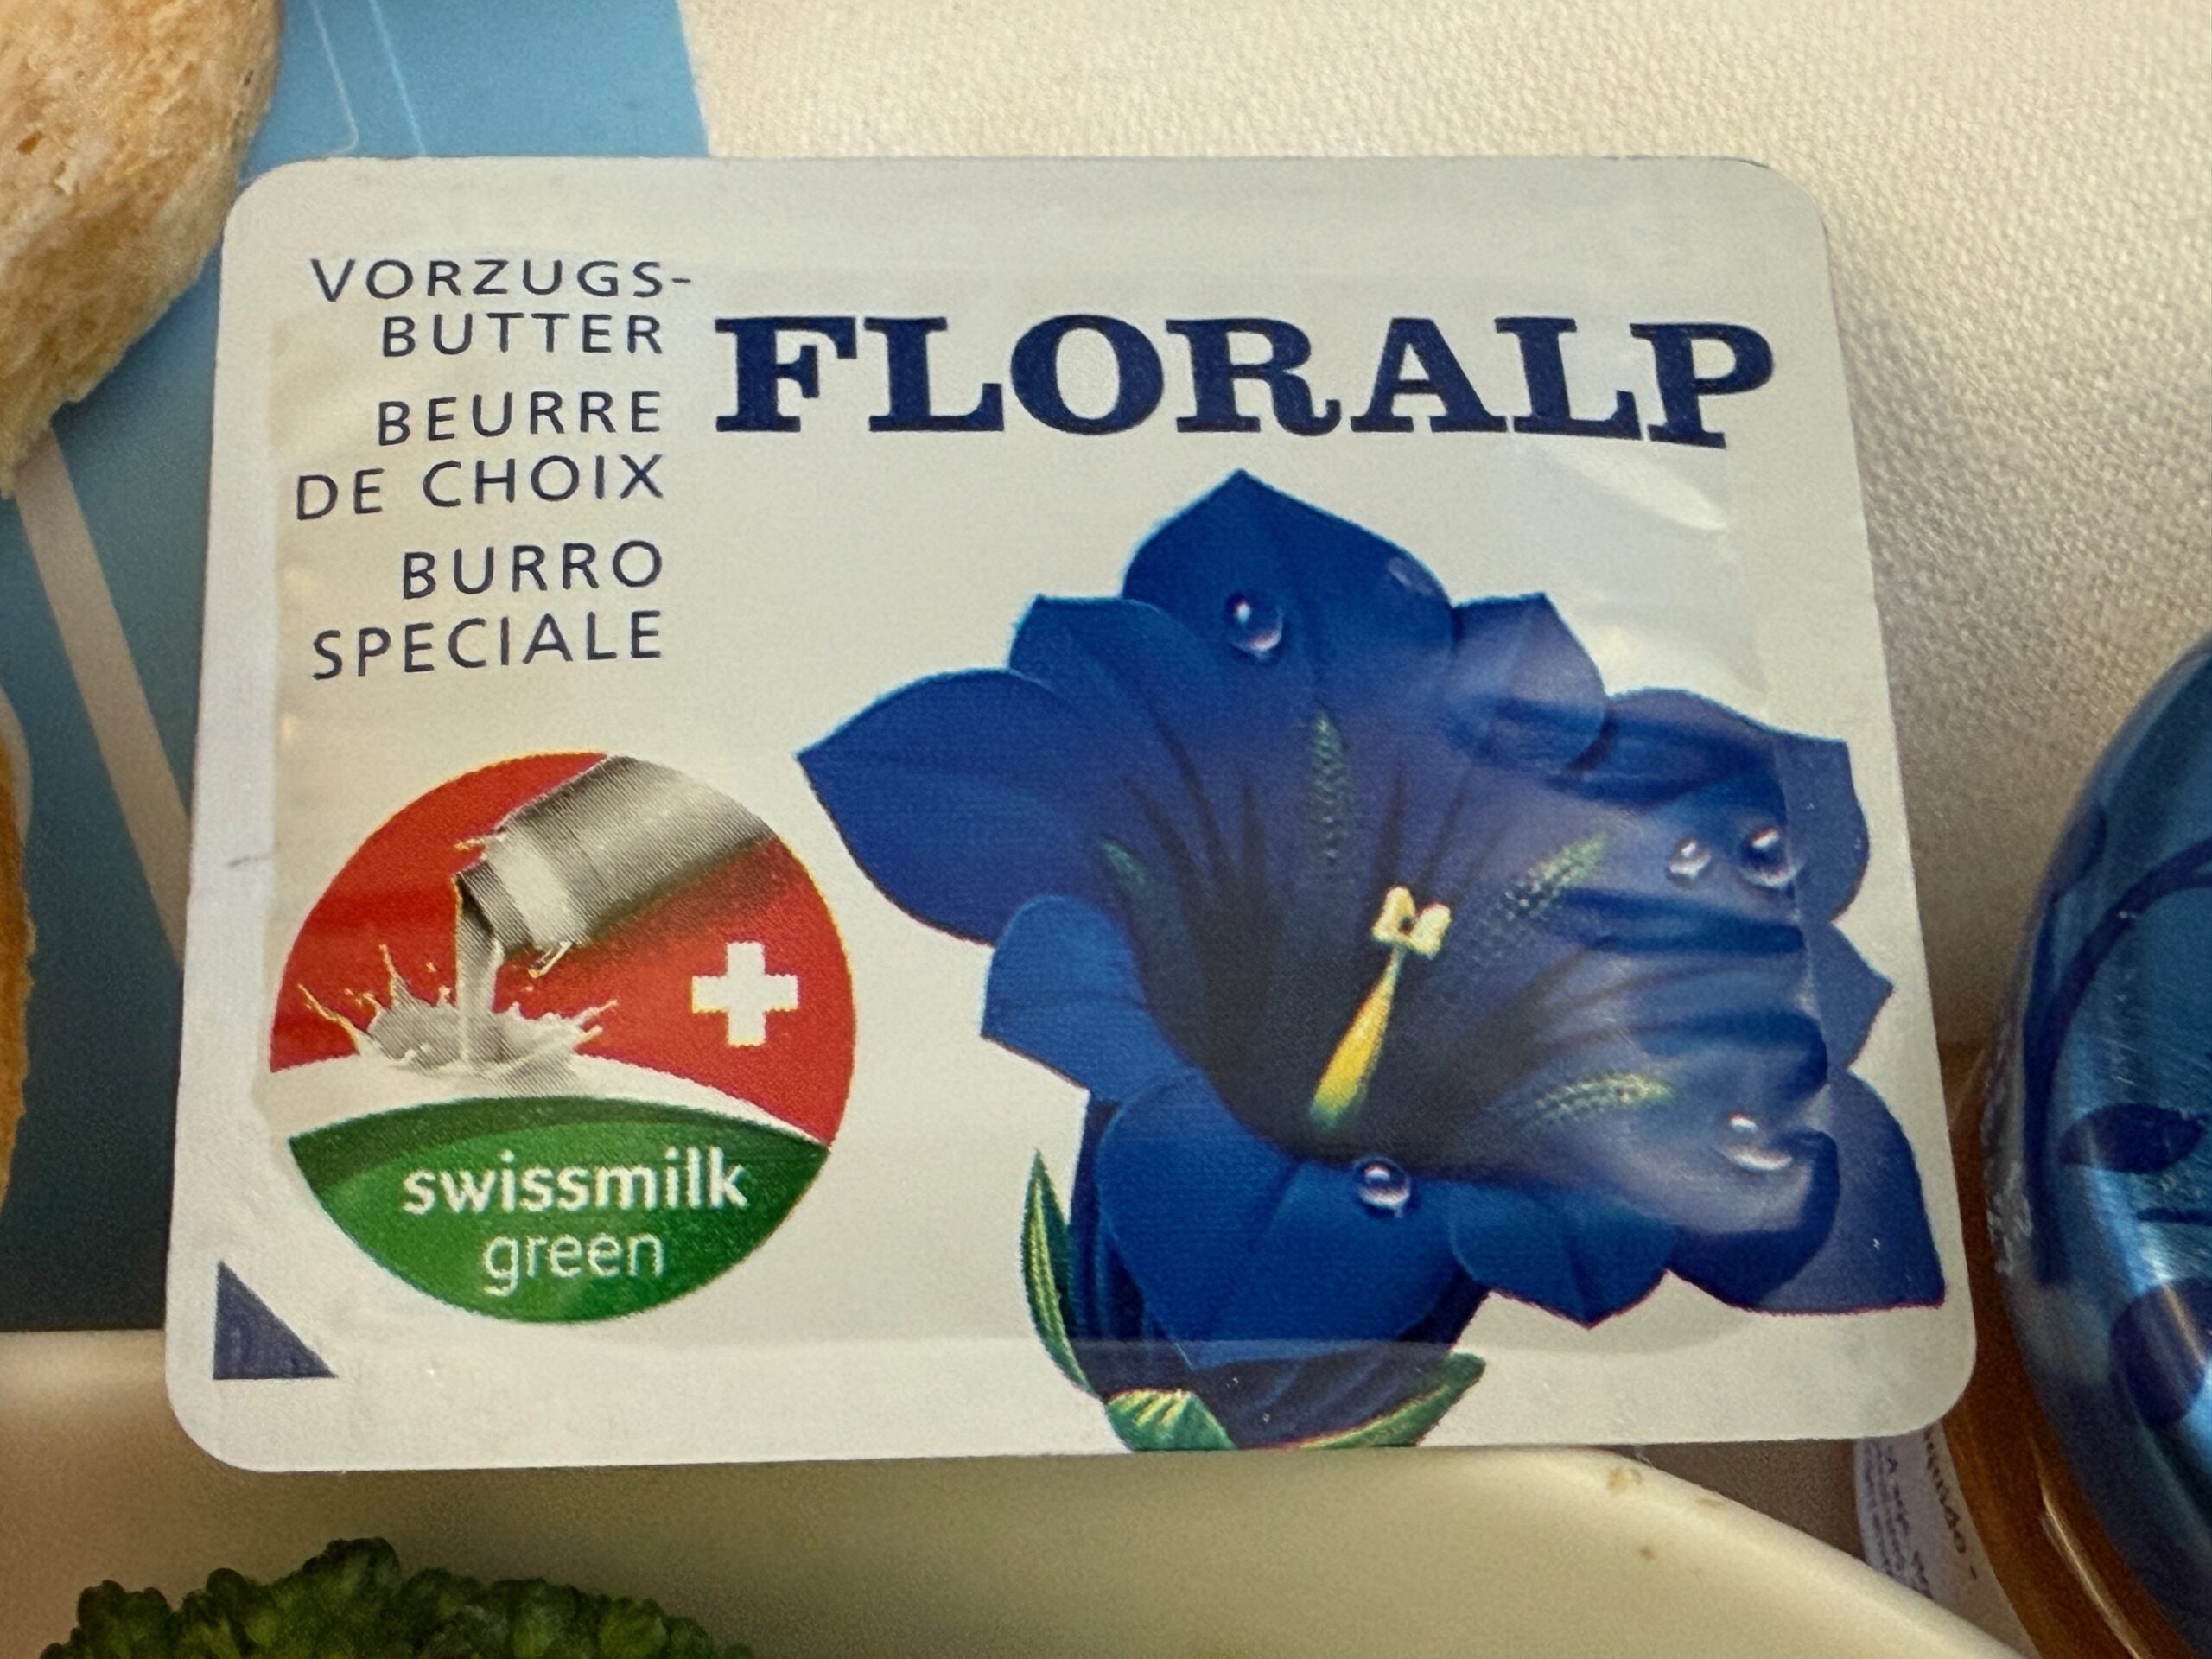 VORZUGS-
BUTTER
BEURRE
DE CHOIX
BURRO
SPECIALE
FLORALP
swissmilk
green